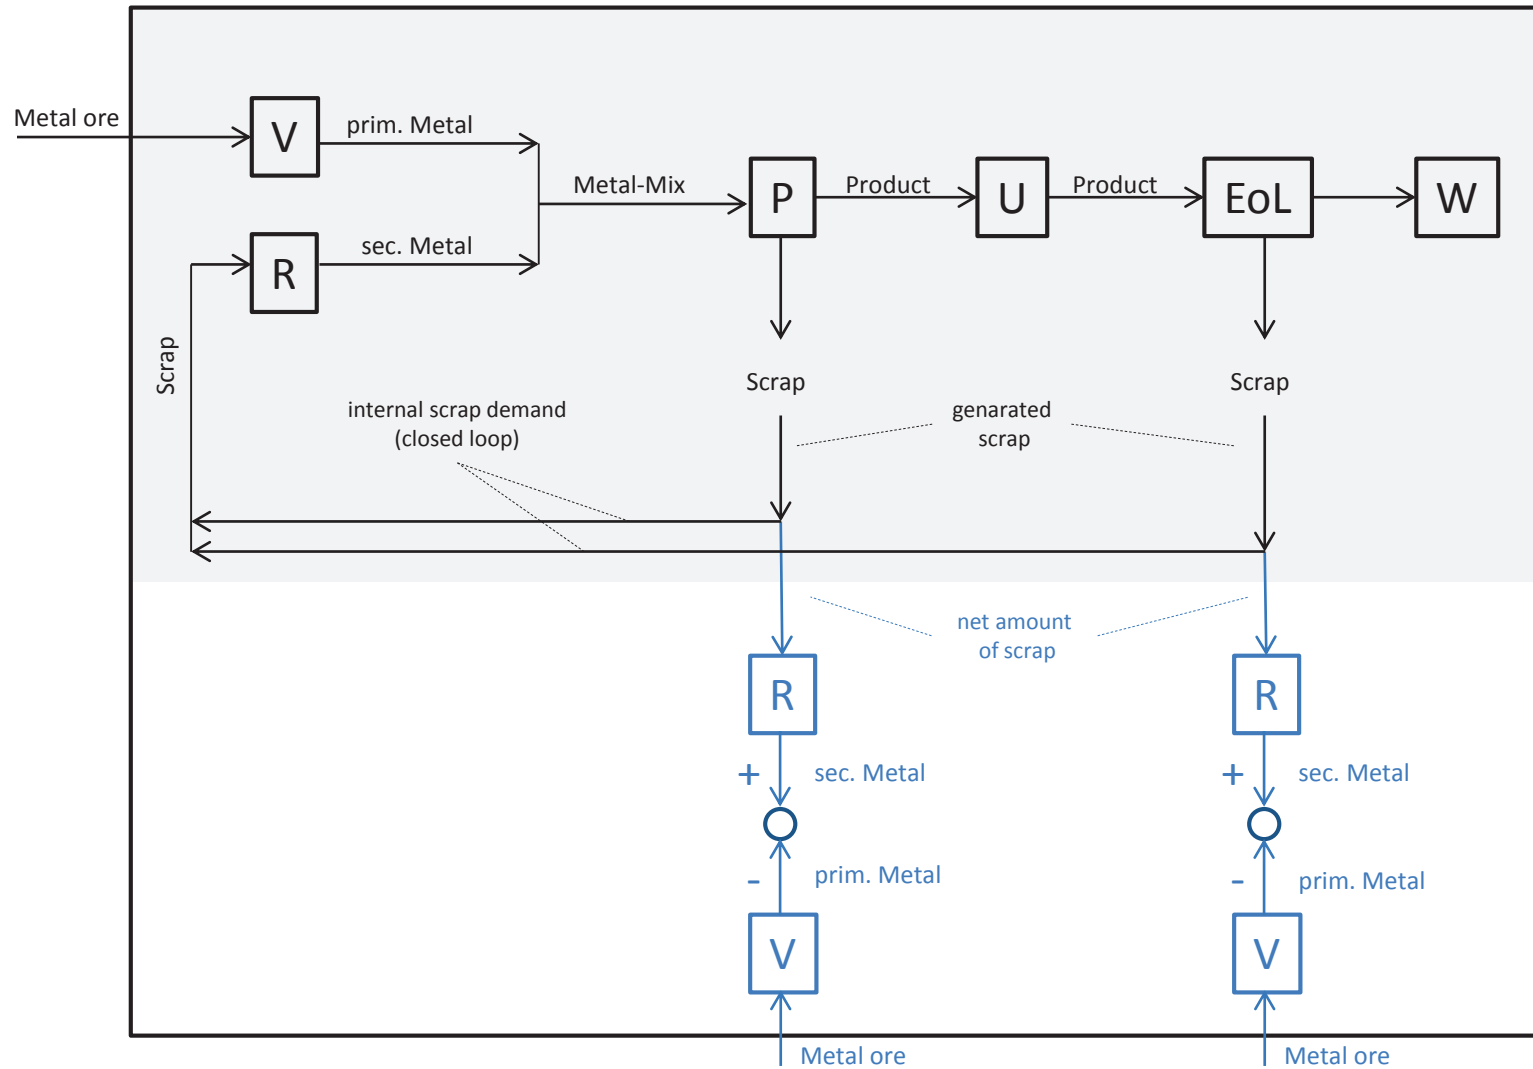 Metal ore
V
prim. Metal
Metal-Mix
P
Product
U
Product
EoL
W
sec. Metal
R
Scrap
Scrap
Scrap
internal scrap demand
(closed loop)
genarated
scrap
net amount
of scrap
R
R
+
sec. Metal
+
sec. Metal
-
prim. Metal
-
prim. Metal
V
V
Metal ore
Metal ore